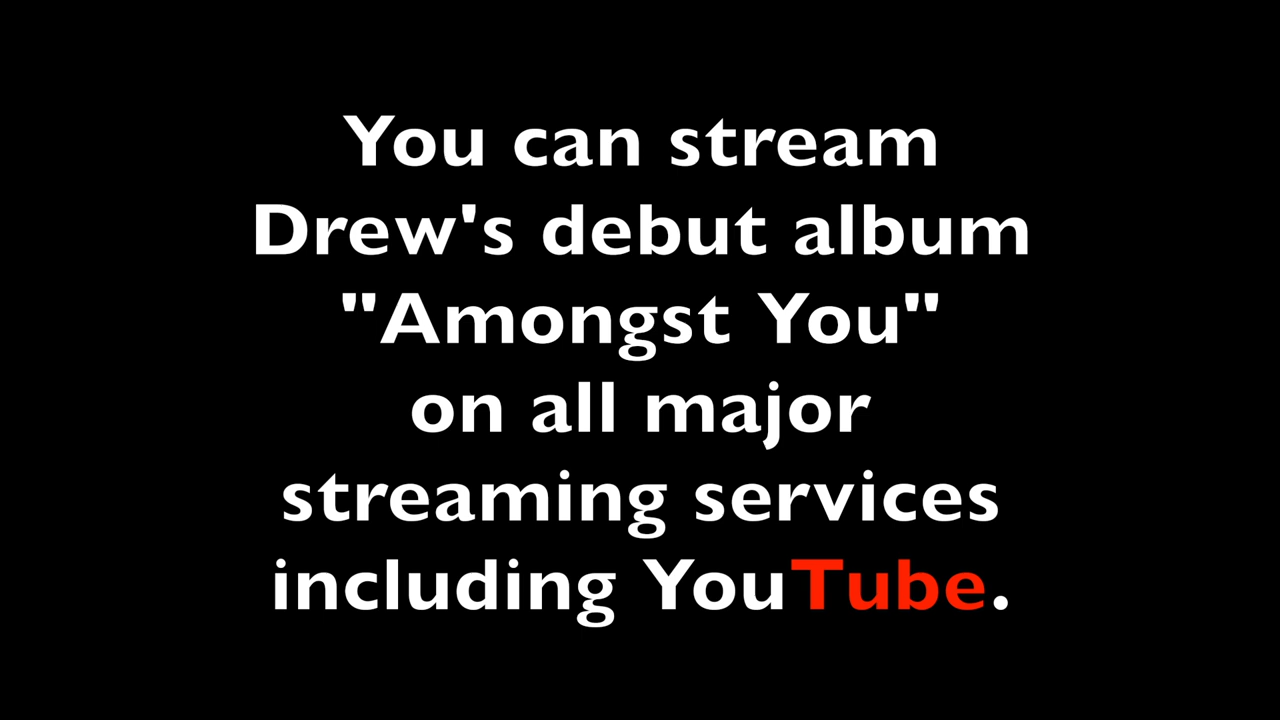 You can stream
Drew's debut album
"Amongst You"
on all major
streaming services
including YouTube.